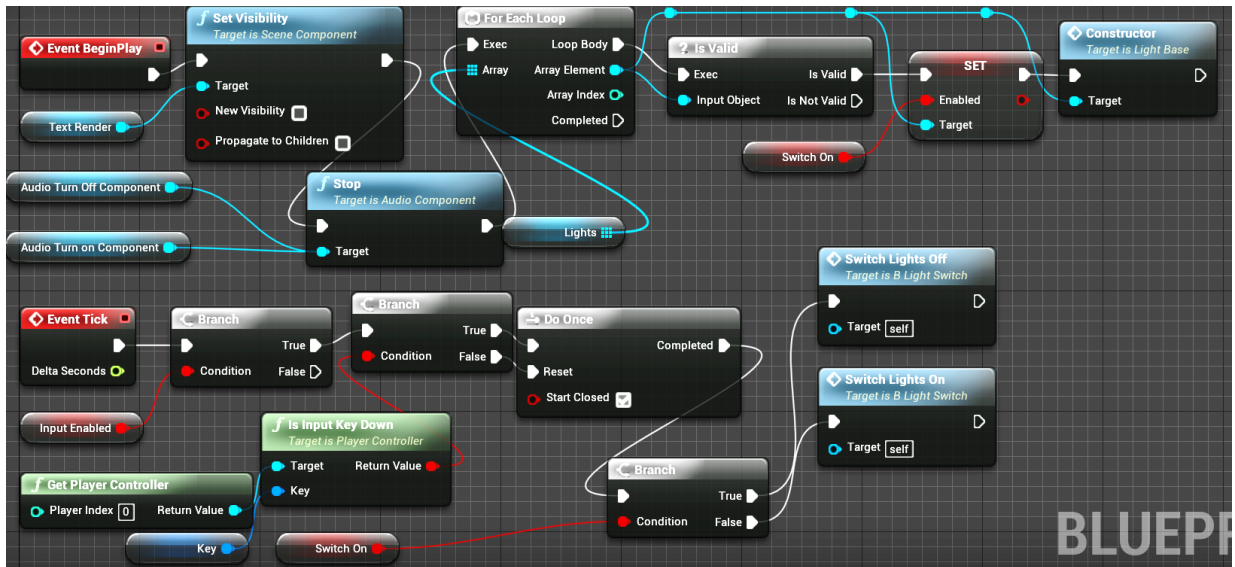 Set Visibility
Target is Scene Component
Target
New Visibility
Propagate to Children
Event BeginPlay
Text Render
Audio Turn Off Component
Audio Turn on Component
Stop
Target is Audio Component
Target
For Each Loop
Exec
Loop Body
Array
Array Element
Array Index
Completed
Lights
? Is Valid
Exec
Is Valid
Input Object
Is Not Valid
SET
Enabled
Target
Switch On
Constructor
Target is Light Base
Target
Event Tick
Delta Seconds
Branch
True
Condition
False
Input Enabled
Branch
True
Condition
False
Do Once
Completed
Reset
Start Closed
f Is Input Key Down
Target is Player Controller
Target
Return Value
Key
f Get Player Controller
Player Index 0
Return Value
Key
Switch On
Branch
True
Condition
False
Switch Lights Off
Target is B Light Switch
Target self
Switch Lights On
Target is B Light Switch
Target self
BLUEPR